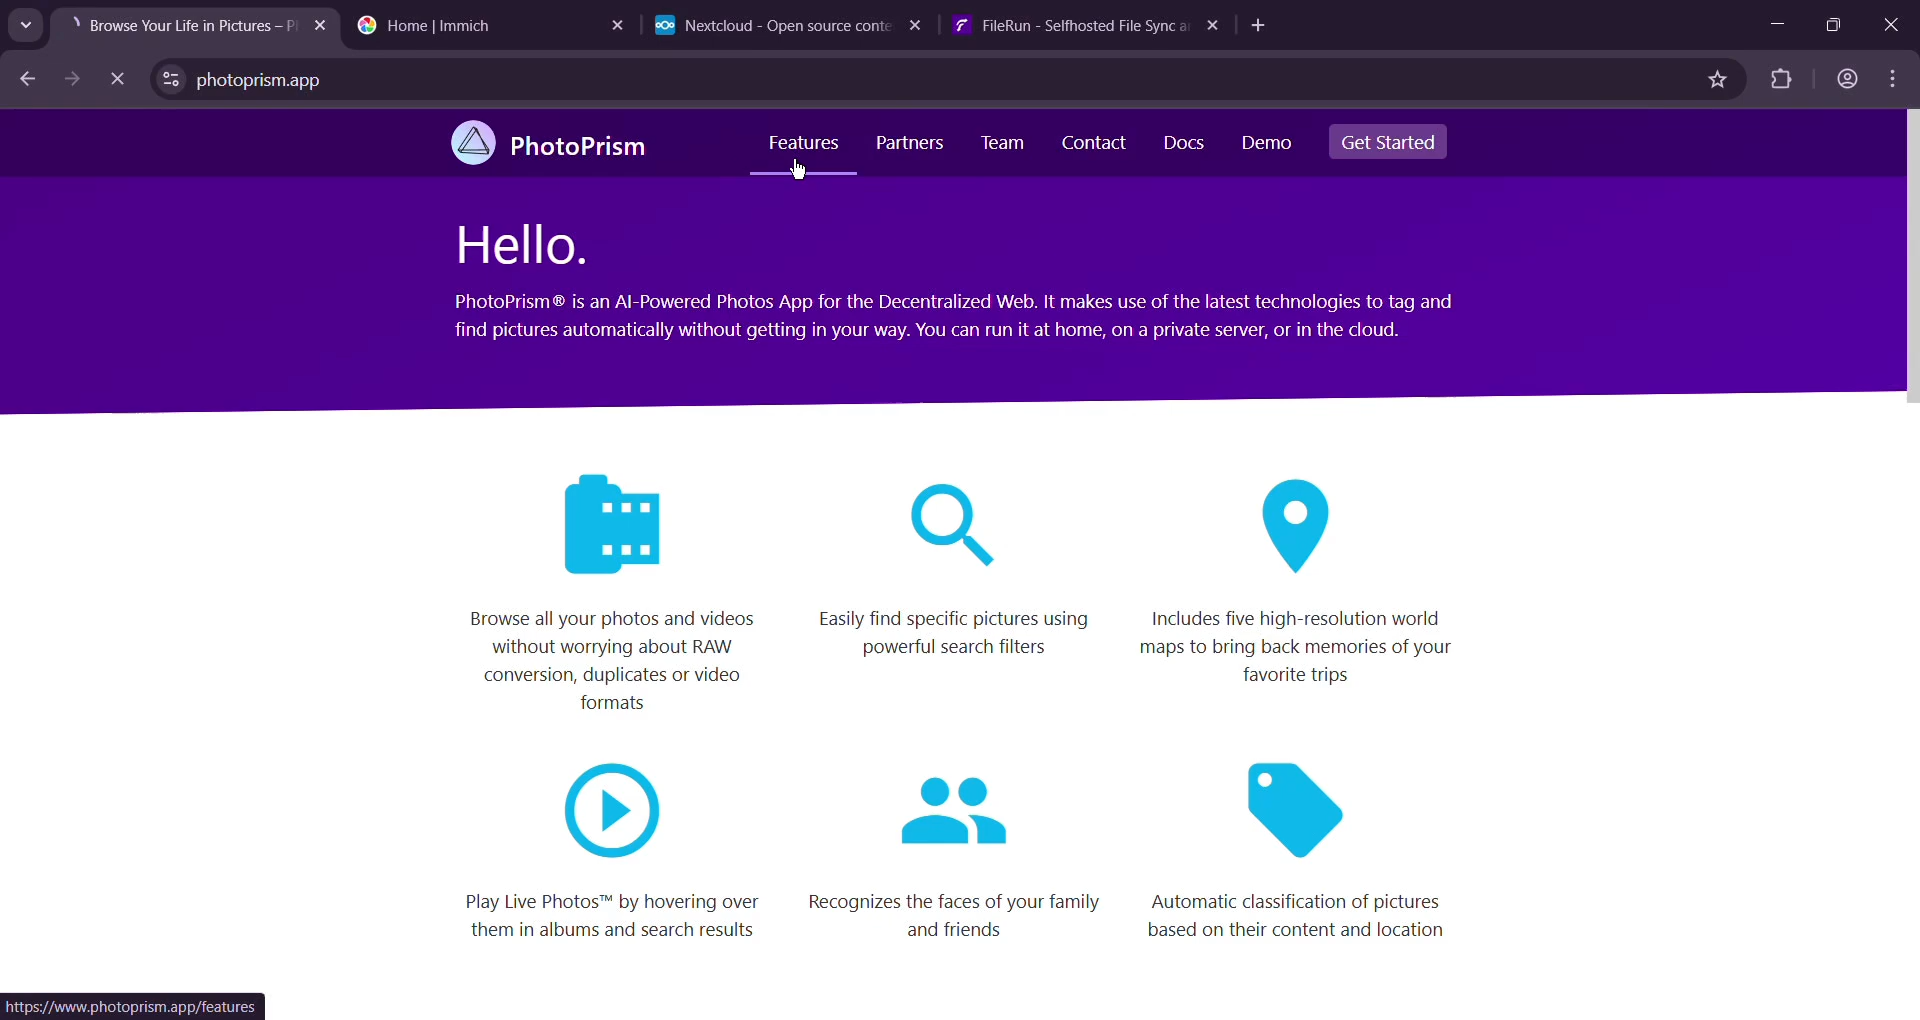 Browse Your Life in Pictures – P
Home | Immich
Nextcloud - Open source conte
FileRun - Selfhosted File Sync a
photoprism.app
PhotoPrism
Features
Partners
Team
Contact
Docs
Demo
Get Started
Hello.
PhotoPrism® is an AI-Powered Photos App for the Decentralized Web. It makes use of the latest technologies to tag and
find pictures automatically without getting in your way. You can run it at home, on a private server, or in the cloud.
Browse all your photos and videos
without worrying about RAW
conversion, duplicates or video
formats
Easily find specific pictures using
powerful search filters
Includes five high-resolution world
maps to bring back memories of your
favorite trips
Play Live Photos™ by hovering over
them in albums and search results
Recognizes the faces of your family
and friends
Automatic classification of pictures
based on their content and location
https://www.photoprism.app/features